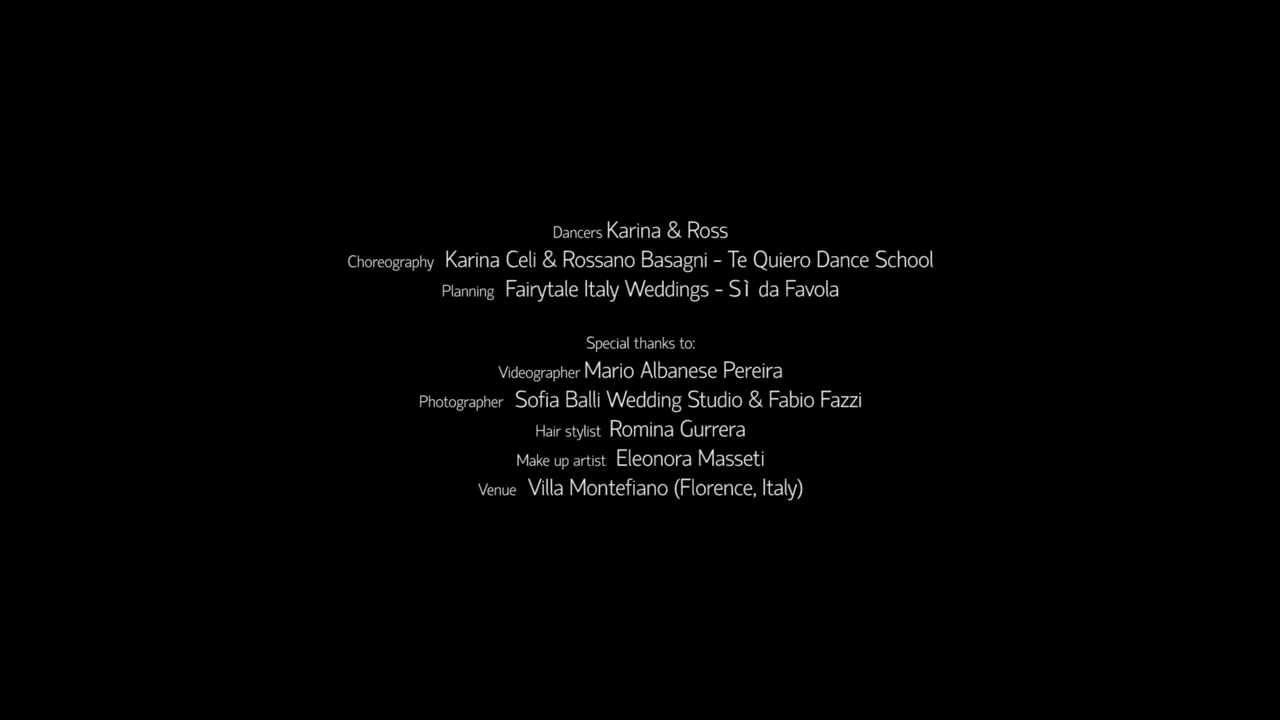 Dancers Karina & Ross
Choreography Karina Celi & Rossano Basagni - Te Quiero Dance School
Planning Fairytale Italy Weddings - Sì da Favola
Special thanks to:
Videographer Mario Albanese Pereira
Photographer Sofia Balli Wedding Studio & Fabio Fazzi
Hair stylist Romina Gurrera
Make up artist Eleonora Masseti
Venue Villa Montefiano (Florence, Italy)